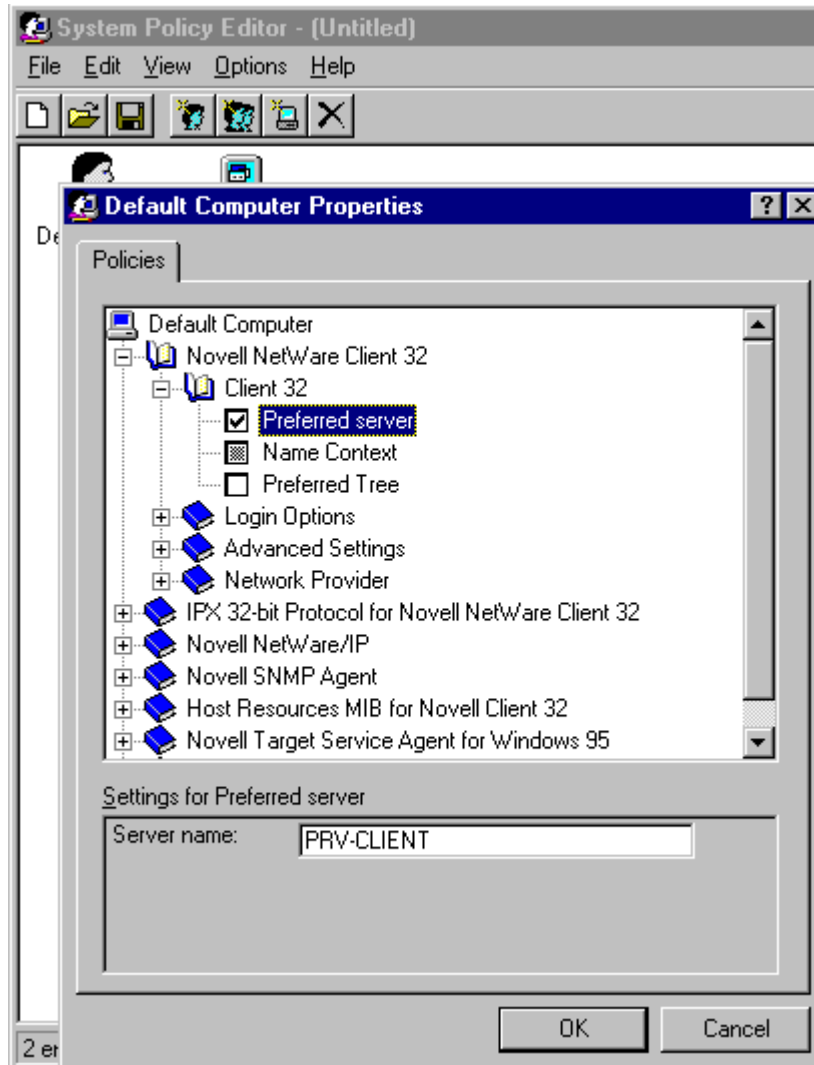 System Policy Editor - (Untitled)
File Edit View Options Help
De
Default Computer Properties
Policies
Default Computer
Novell NetWare Client 32
Client 32
Preferred server
Name Context
Preferred Tree
Login Options
Advanced Settings
Network Provider
IPX 32-bit Protocol for Novell NetWare Client 32
Novell NetWare/IP
Novell SNMP Agent
Host Resources MIB for Novell Client 32
Novell Target Service Agent for Windows 95
Settings for Preferred server
Server name: PRV-CLIENT
OK Cancel
2 er